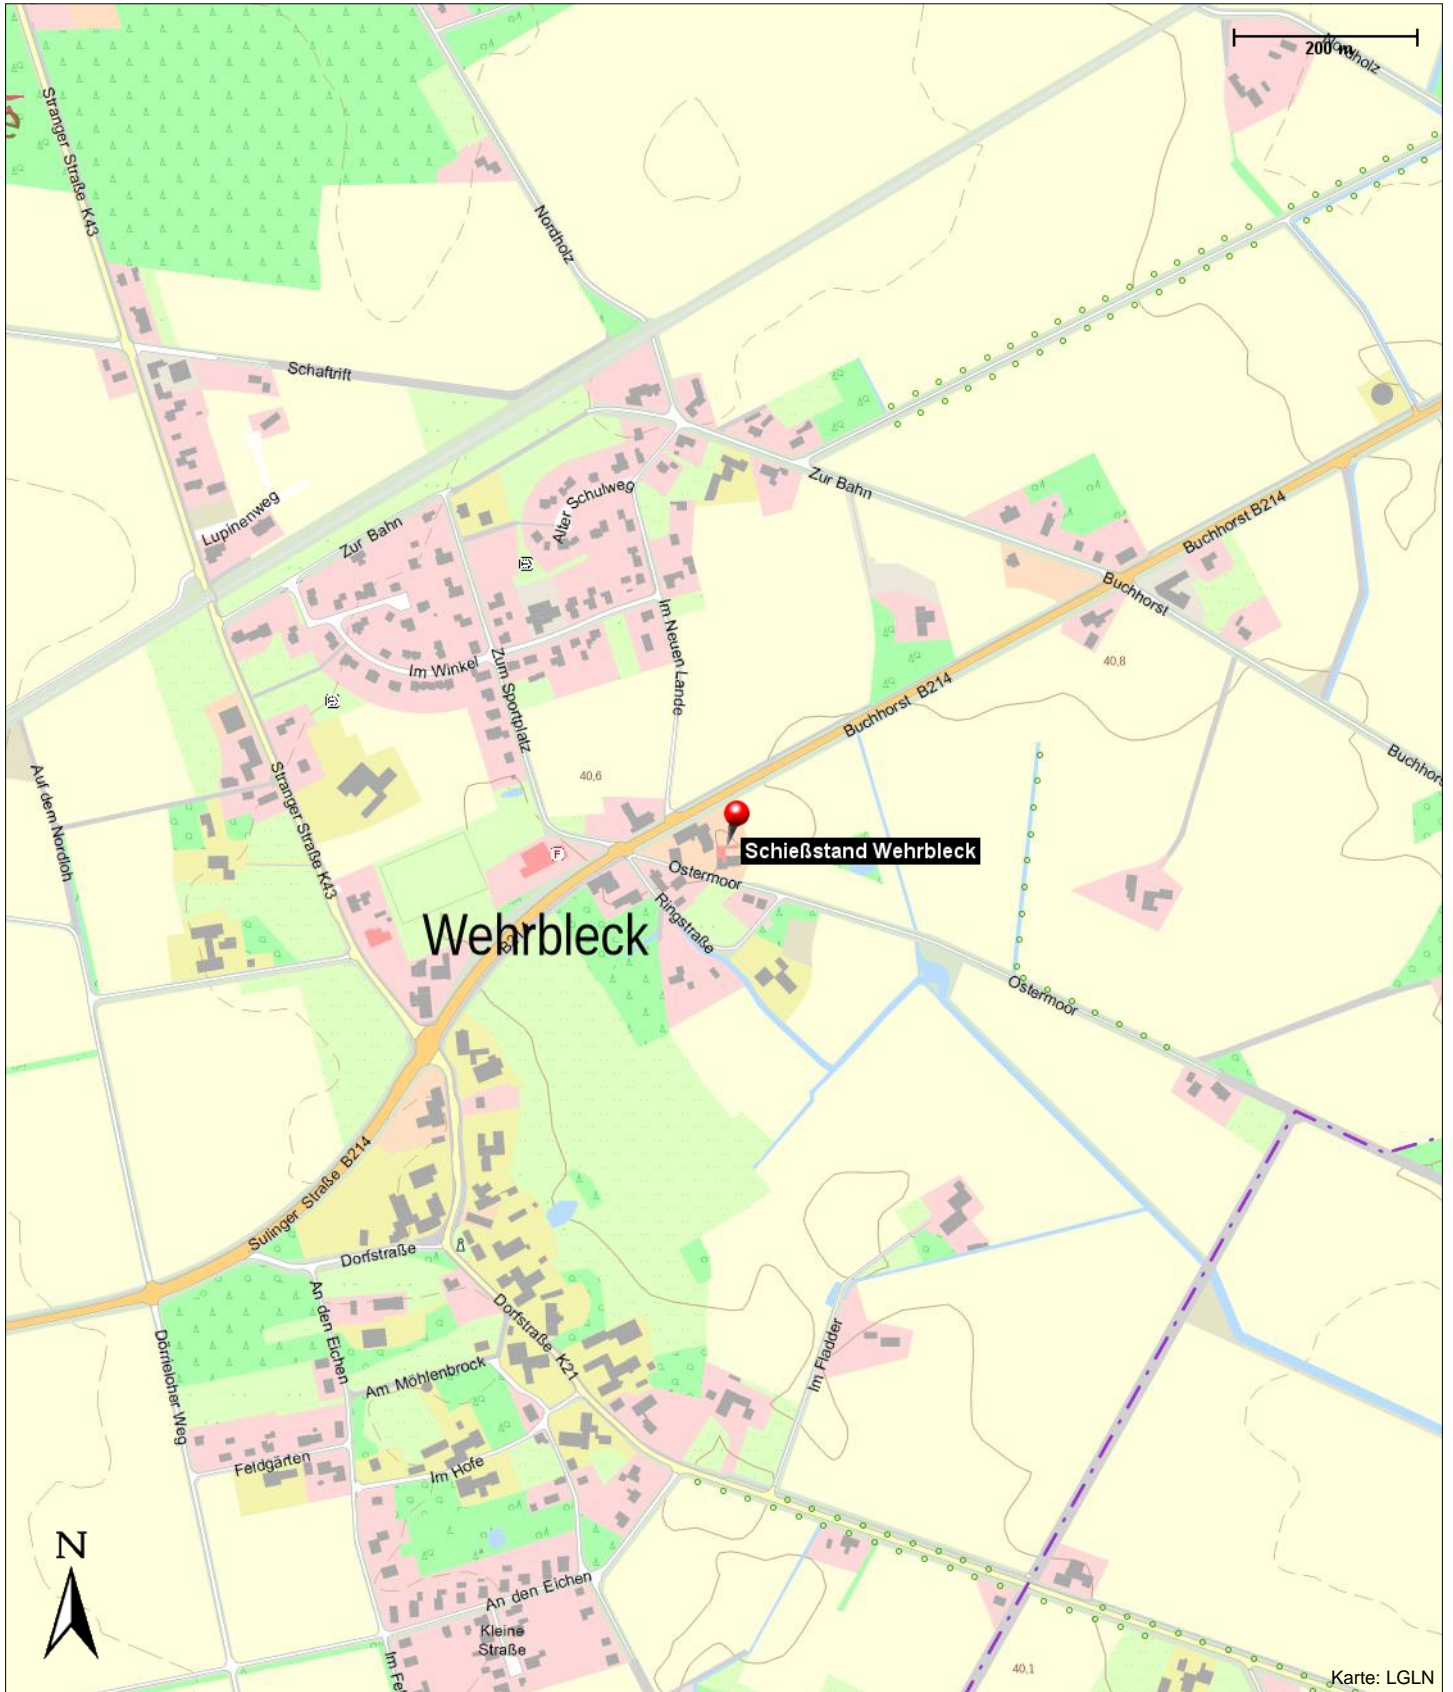 200 m
Nordholz
Stranger Straße K43
Nordholz
Schaftrift
Zur Bahn
Alter Schulweg
Lupinenweg
Zur Bahn
Buchhorst B214
Buchhorst
Im Neuen Lande
40,8
Im Winkel
Zum Sportplatz
Buchhorst B214
Auf dem Nordloh
Stranger Straße K43
40,6
F
Schießstand Wehrbleck
Ostermoor
Ringstraße
Wehrbleck
Ostermoor
Sulinger Straße B214
Dorfstraße
An den Eichen
Dorfstraße K21
Im Fladder
Dörrieloher Weg
Am Möhlenbrock
Feldgärten
Im Hofe
N
An den Eichen
Kleine
Straße
40,1
Karte: LGLN